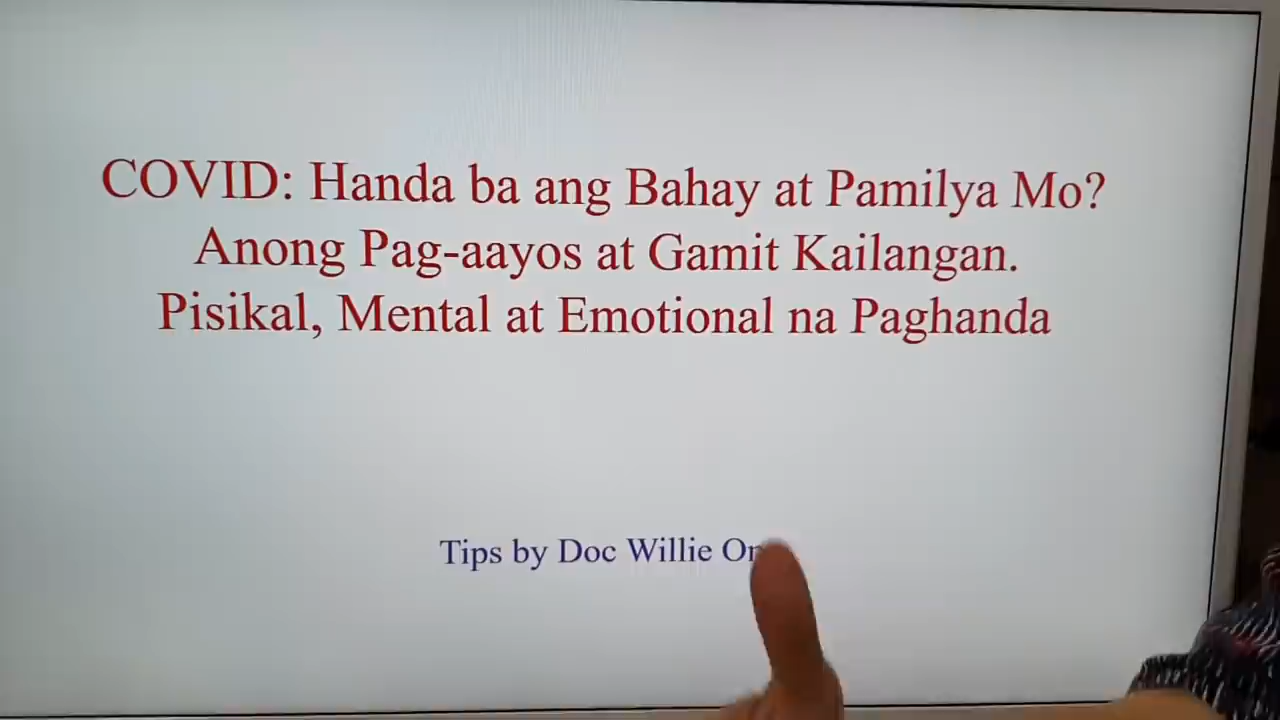 COVID: Handa ba ang Bahay at Pamilya Mo?
Anong Pag-aayos at Gamit Kailangan.
Pisikal, Mental at Emotional na Paghanda
Tips by Doc Willie